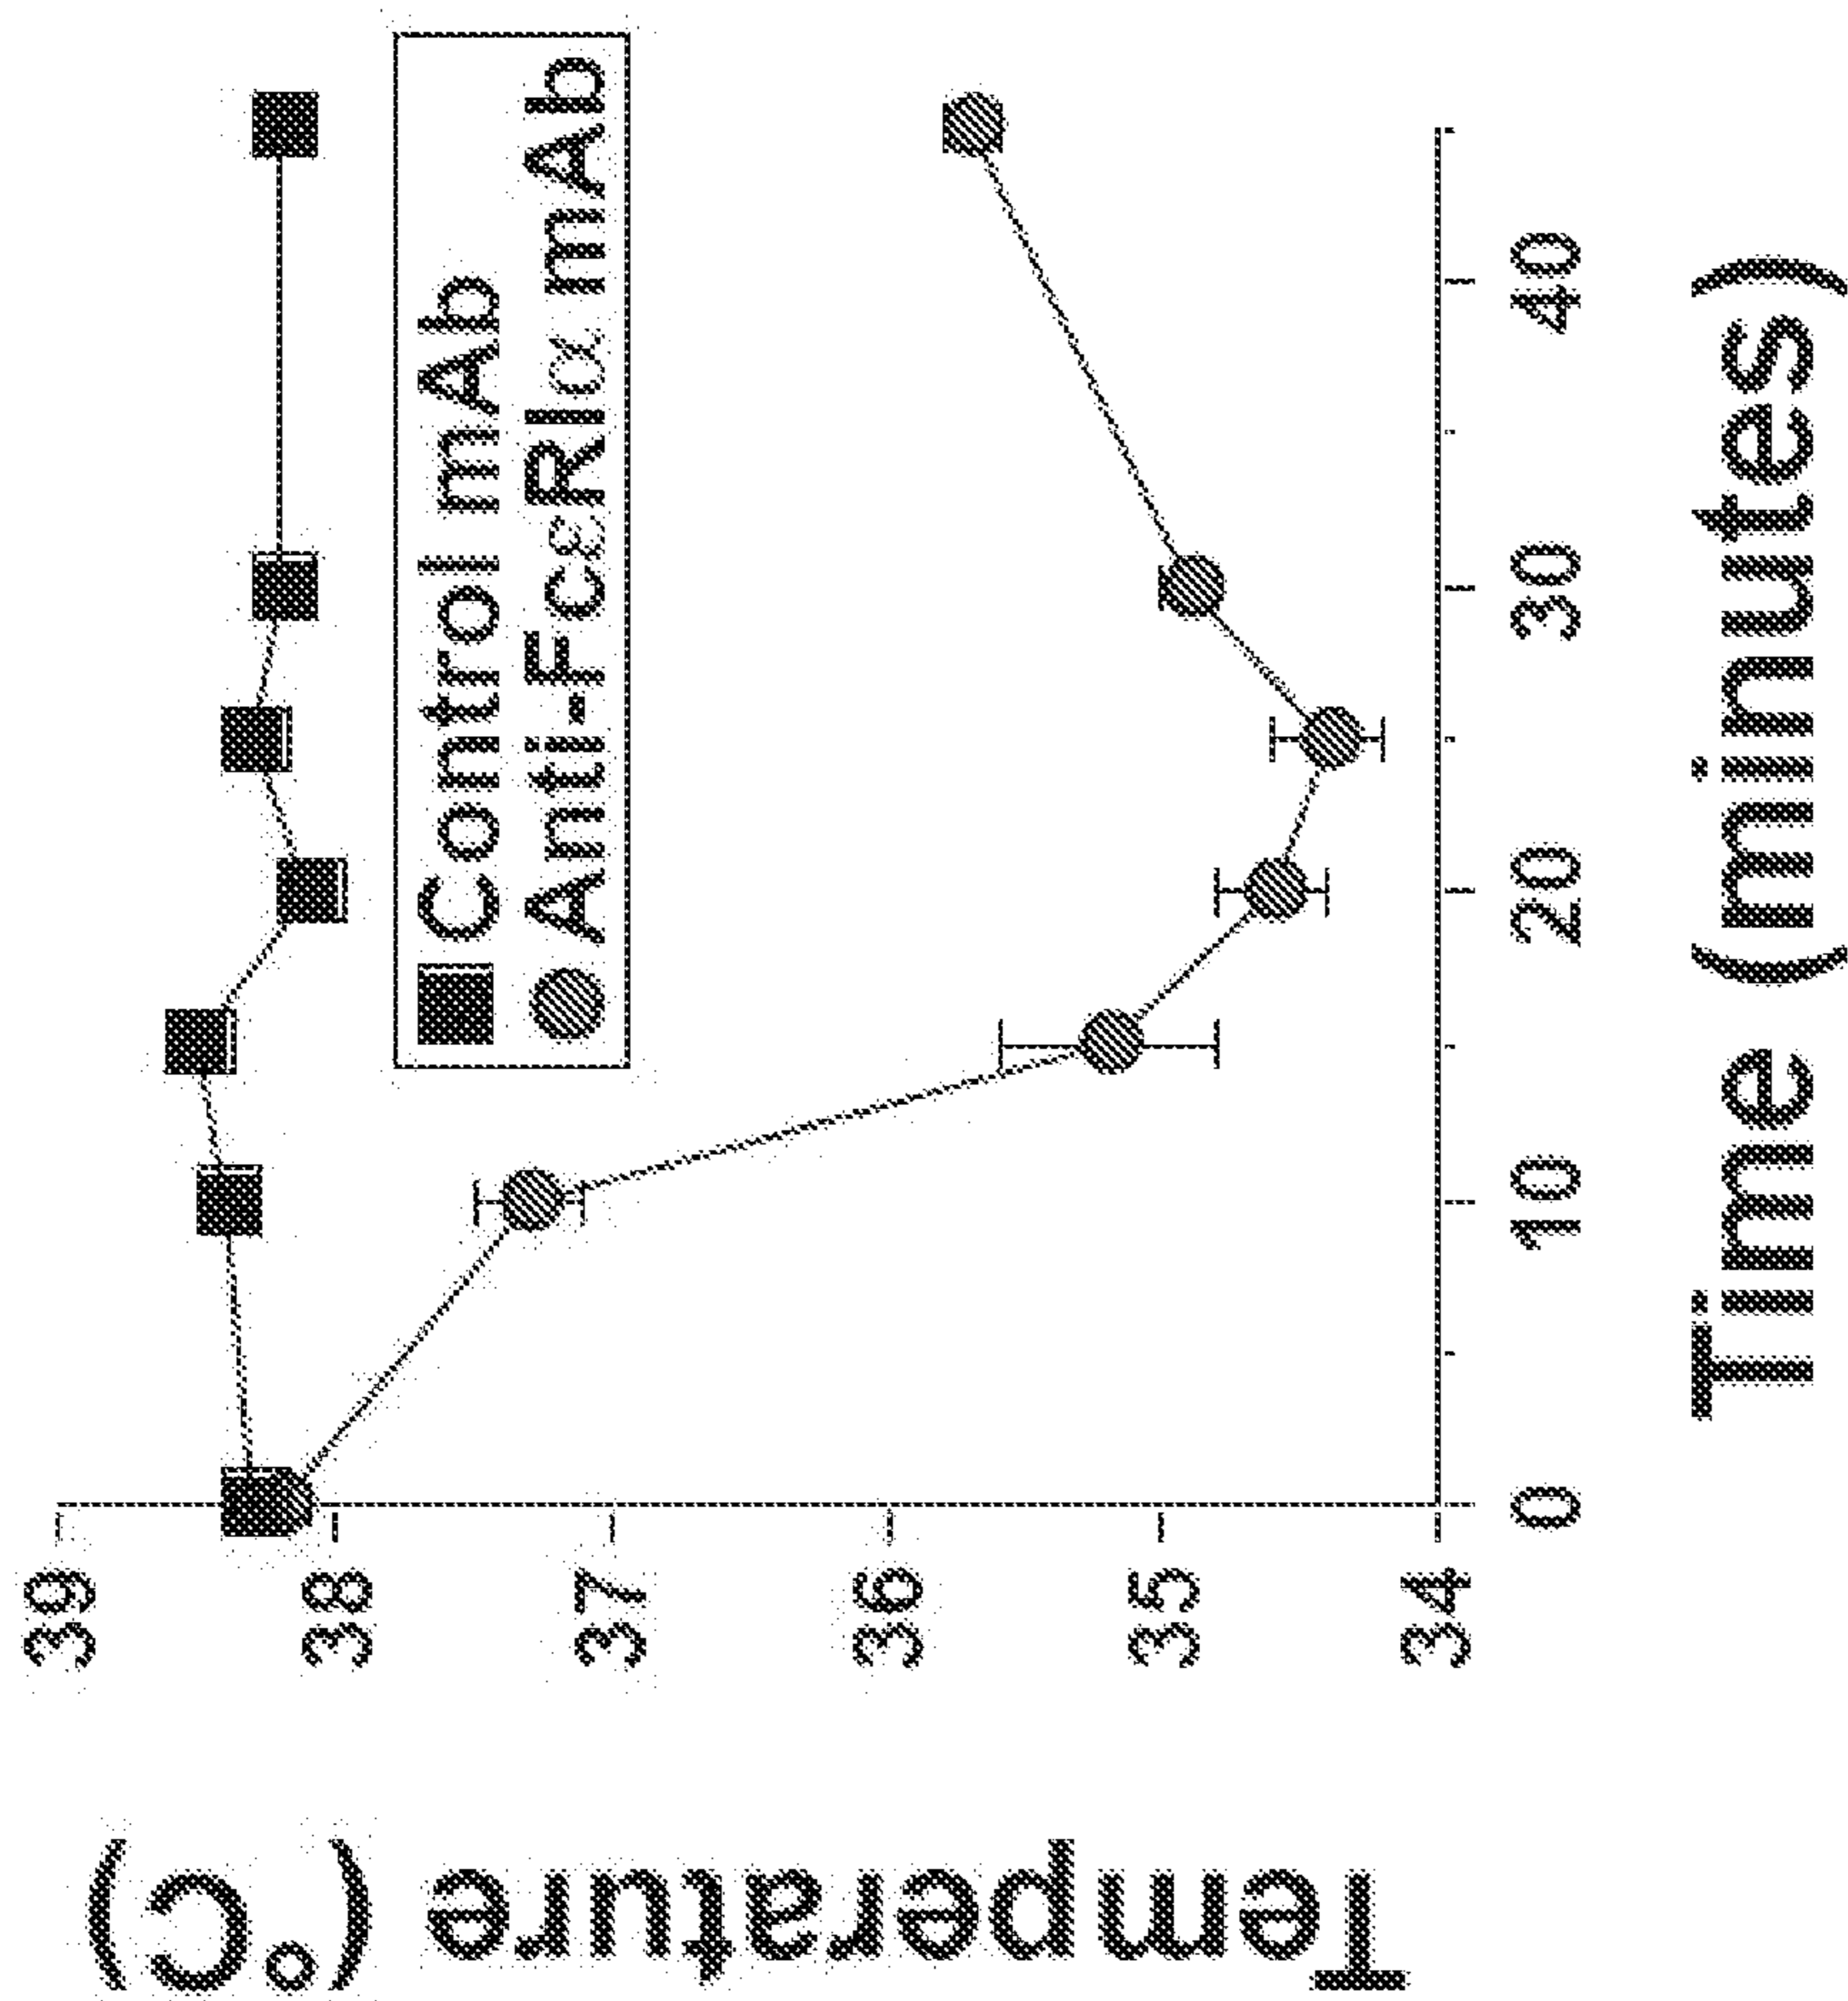 Temperature (°C)
39
38
37
36
35
34
Control mAb
Anti-FcεRIα mAb
0 10 20 30 40
Time (minutes)